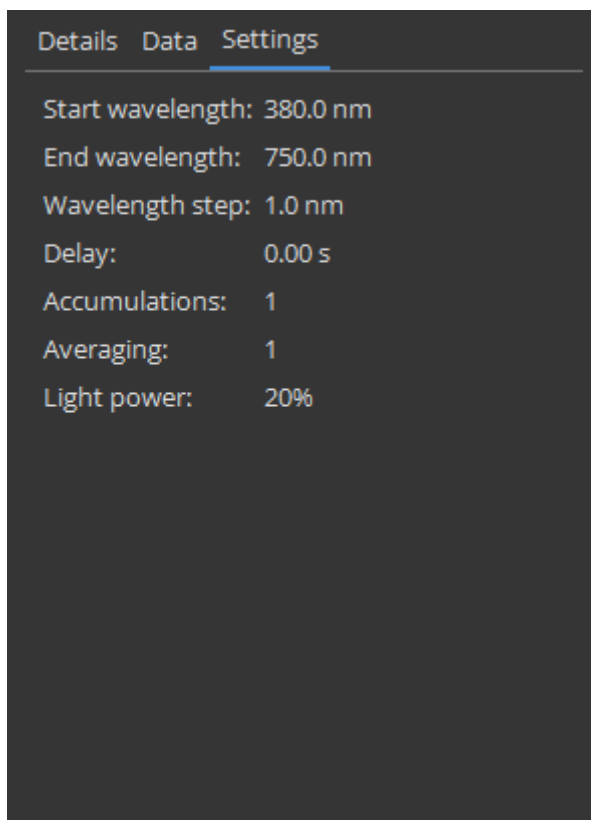 Details Data Settings
Start wavelength: 380.0 nm
End wavelength: 750.0 nm
Wavelength step: 1.0 nm
Delay: 0.00 s
Accumulations: 1
Averaging: 1
Light power: 20%